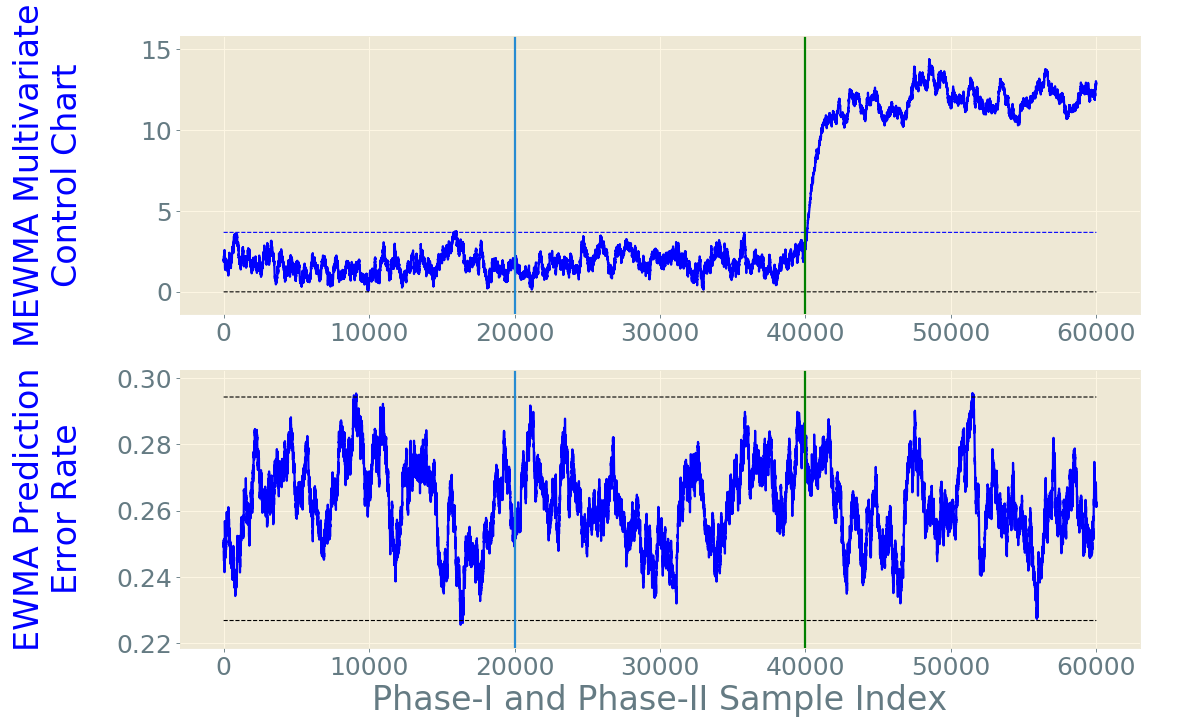 MEWMA Multivariate
Control Chart
15
10
5
0
0 10000 20000 30000 40000 50000 60000
EWMA Prediction
Error Rate
0.30
0.28
0.26
0.24
0.22
0 10000 20000 30000 40000 50000 60000
Phase-I and Phase-II Sample Index